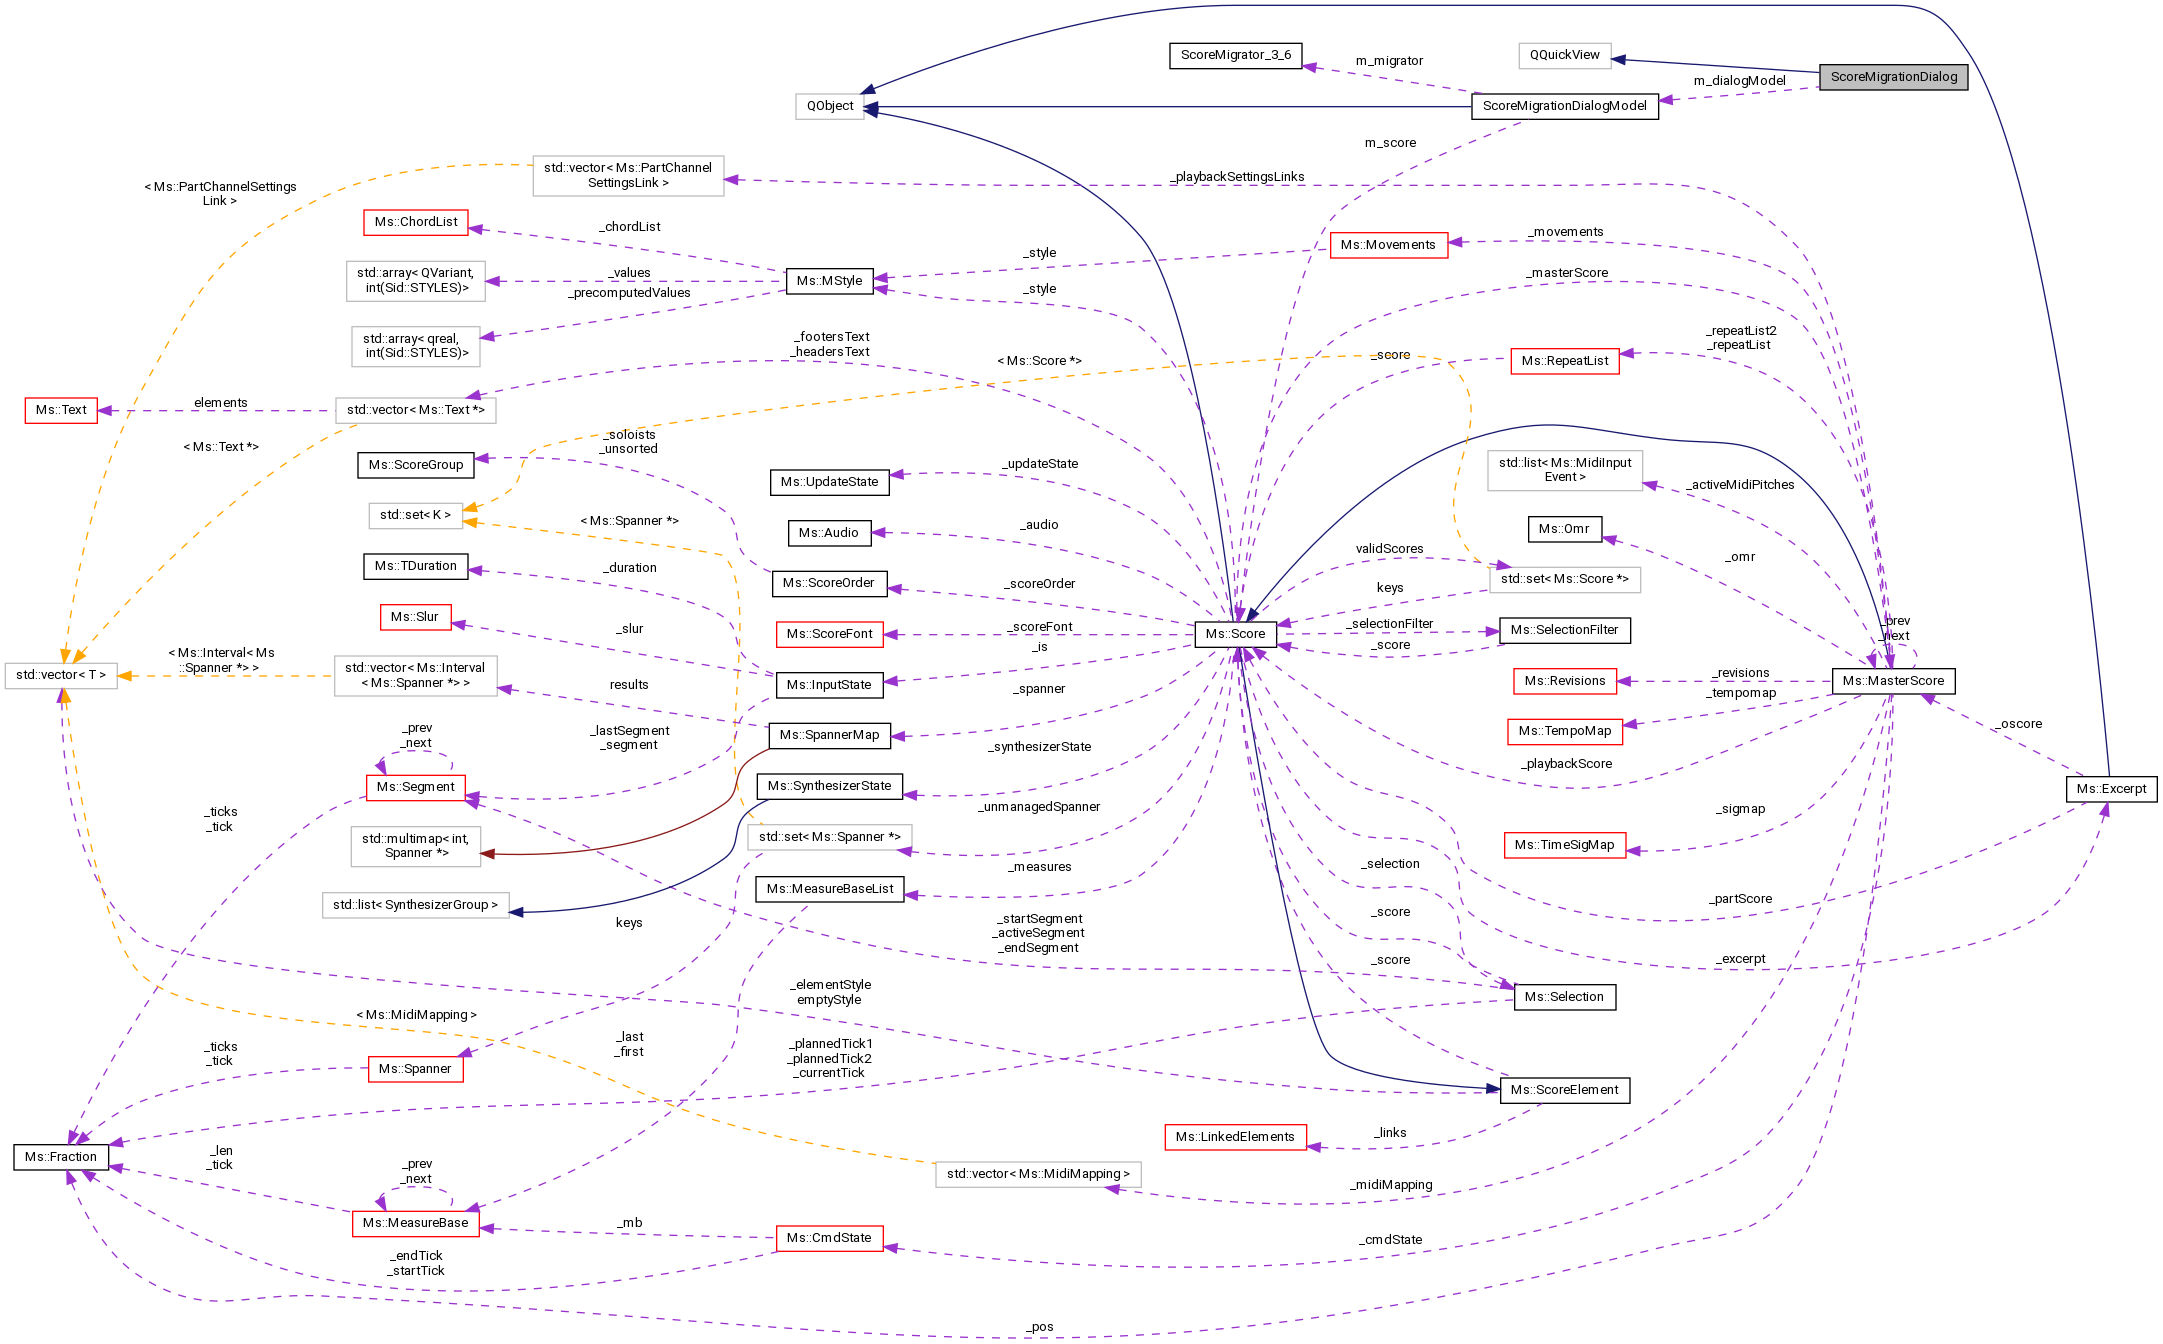 ScoreMigrator_3_6
m_migrator
QQuickView
ScoreMigrationDialog
m_dialogModel
QObject
ScoreMigrationDialogModel
m_score
std::vector< Ms::PartChannel
SettingsLink >
_playbackSettingsLinks
< Ms::PartChannelSettings
Link >
Ms::ChordList
_chordList
_movements
Ms::Movements
_style
std::array< QVariant,
int(Sid::STYLES)>
_values
Ms::MStyle
_masterScore
_precomputedValues
_style
std::array< qreal,
int(Sid::STYLES)>
_footersText
_headersText
_repeatList2
_repeatList
< Ms::Score *>
_score
Ms::RepeatList
Ms::Text
elements
std::vector< Ms::Text *>
< Ms::Text *>
_soloists
_unsorted
Ms::ScoreGroup
_updateState
Ms::UpdateState
std::list< Ms::MidiInput
Event >
_activeMidiPitches
std::set< K >
< Ms::Spanner *>
_audio
Ms::Audio
Ms::Omr
_omr
validScores
Ms::TDuration
_duration
Ms::ScoreOrder
_scoreOrder
keys
std::set< Ms::Score *>
Ms::Slur
_slur
Ms::ScoreFont
_scoreFont
Ms::Score
_selectionFilter
Ms::SelectionFilter
_prev
_next
_is
_score
< Ms::Interval< Ms
::Spanner *> >
std::vector< T >
std::vector< Ms::Interval
< Ms::Spanner *> >
results
Ms::InputState
_spanner
Ms::Revisions
_revisions
Ms::MasterScore
_tempomap
_prev
_next
_lastSegment
_segment
Ms::SpannerMap
_synthesizerState
Ms::TempoMap
_oscore
_playbackScore
Ms::Segment
Ms::SynthesizerState
Ms::Excerpt
_ticks
_tick
_unmanagedSpanner
_sigmap
std::multimap< int,
Spanner *>
std::set< Ms::Spanner *>
Ms::TimeSigMap
_measures
_selection
Ms::MeasureBaseList
std::list< SynthesizerGroup >
keys
_startSegment
_activeSegment
_endSegment
_score
_partScore
_score
_excerpt
_elementStyle
emptyStyle
Ms::Selection
< Ms::MidiMapping >
_last
_first
_plannedTick1
_plannedTick2
_currentTick
_ticks
_tick
Ms::Spanner
Ms::ScoreElement
Ms::LinkedElements
_links
Ms::Fraction
_len
_tick
_prev
_next
std::vector< Ms::MidiMapping >
_midiMapping
Ms::MeasureBase
_mb
Ms::CmdState
_cmdState
_endTick
_startTick
_pos